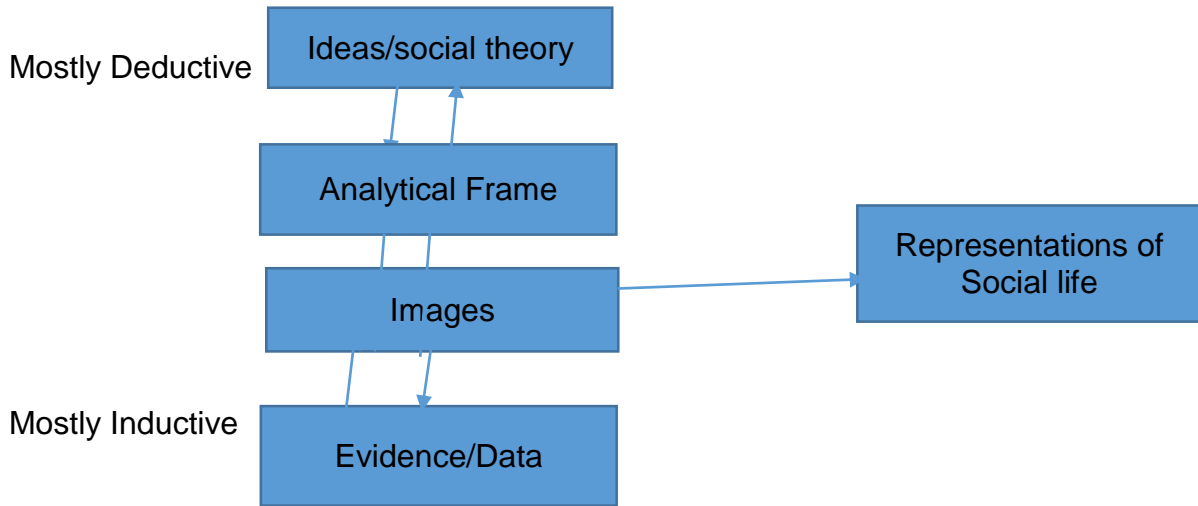 Ideas/social theory
Mostly Deductive
Analytical Frame
Representations of
Social life
Images
Mostly Inductive
Evidence/Data